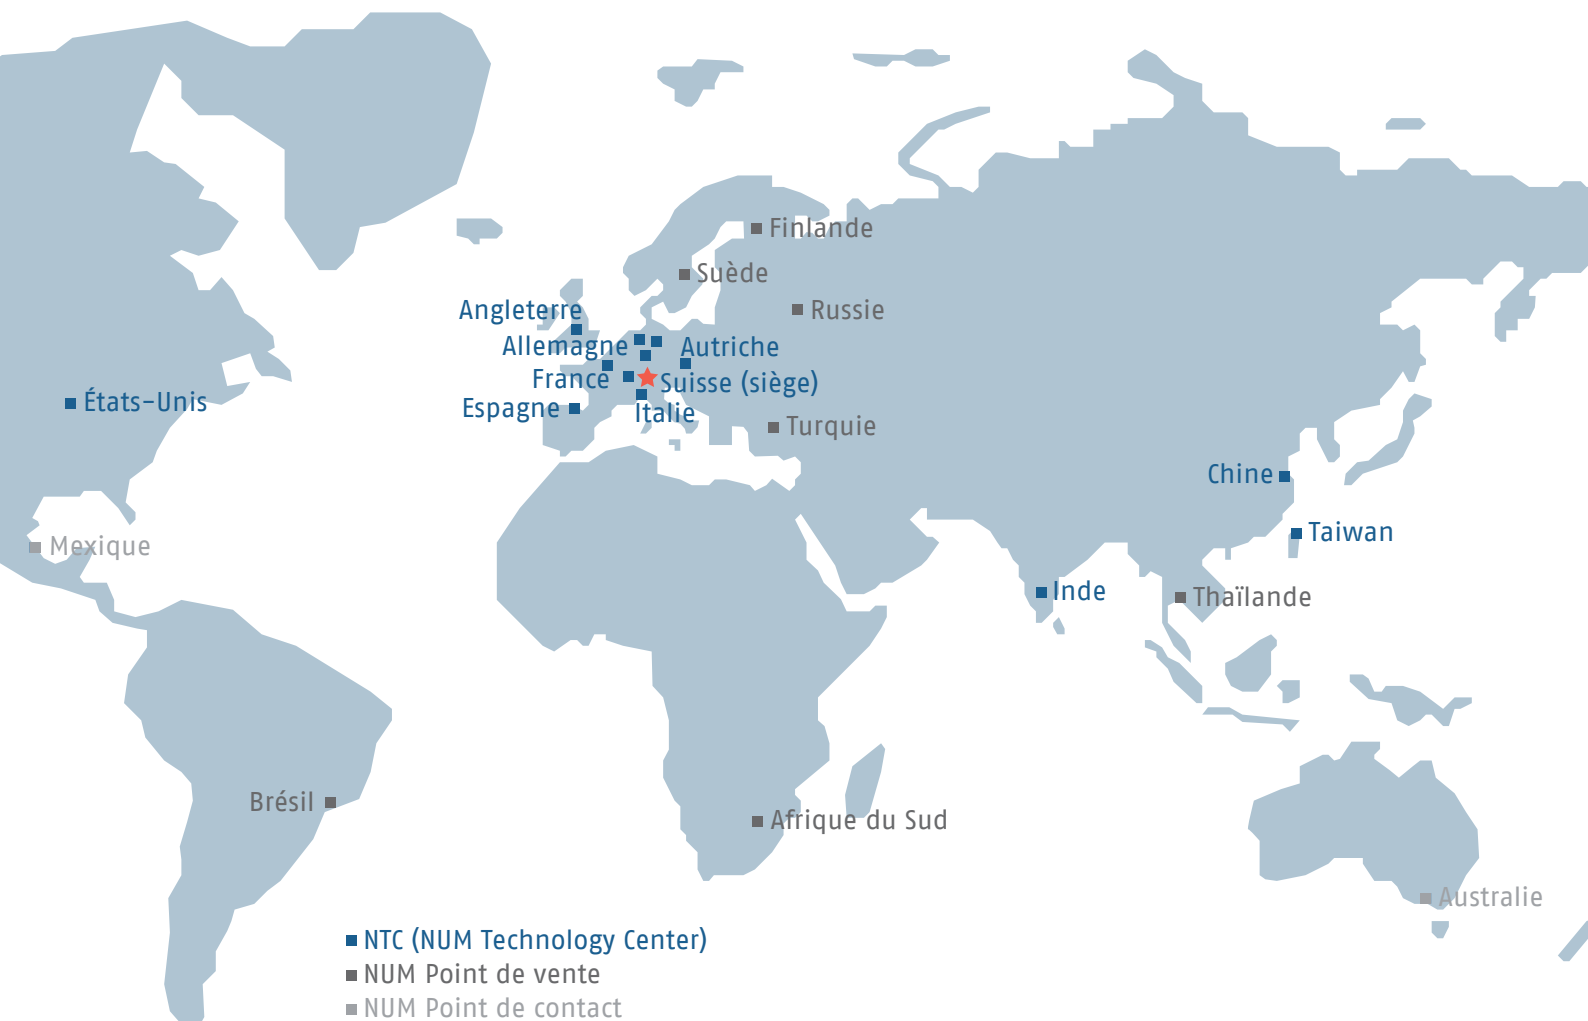 Finlande
Suède
Angleterre
Russie
Allemagne
Autriche
France
Suisse (siège)
États-Unis
Espagne
Italie
Turquie
Chine
Taiwan
Mexique
Inde
Thaïlande
Brésil
Afrique du Sud
Australie
NTC (NUM Technology Center)
NUM Point de vente
NUM Point de contact